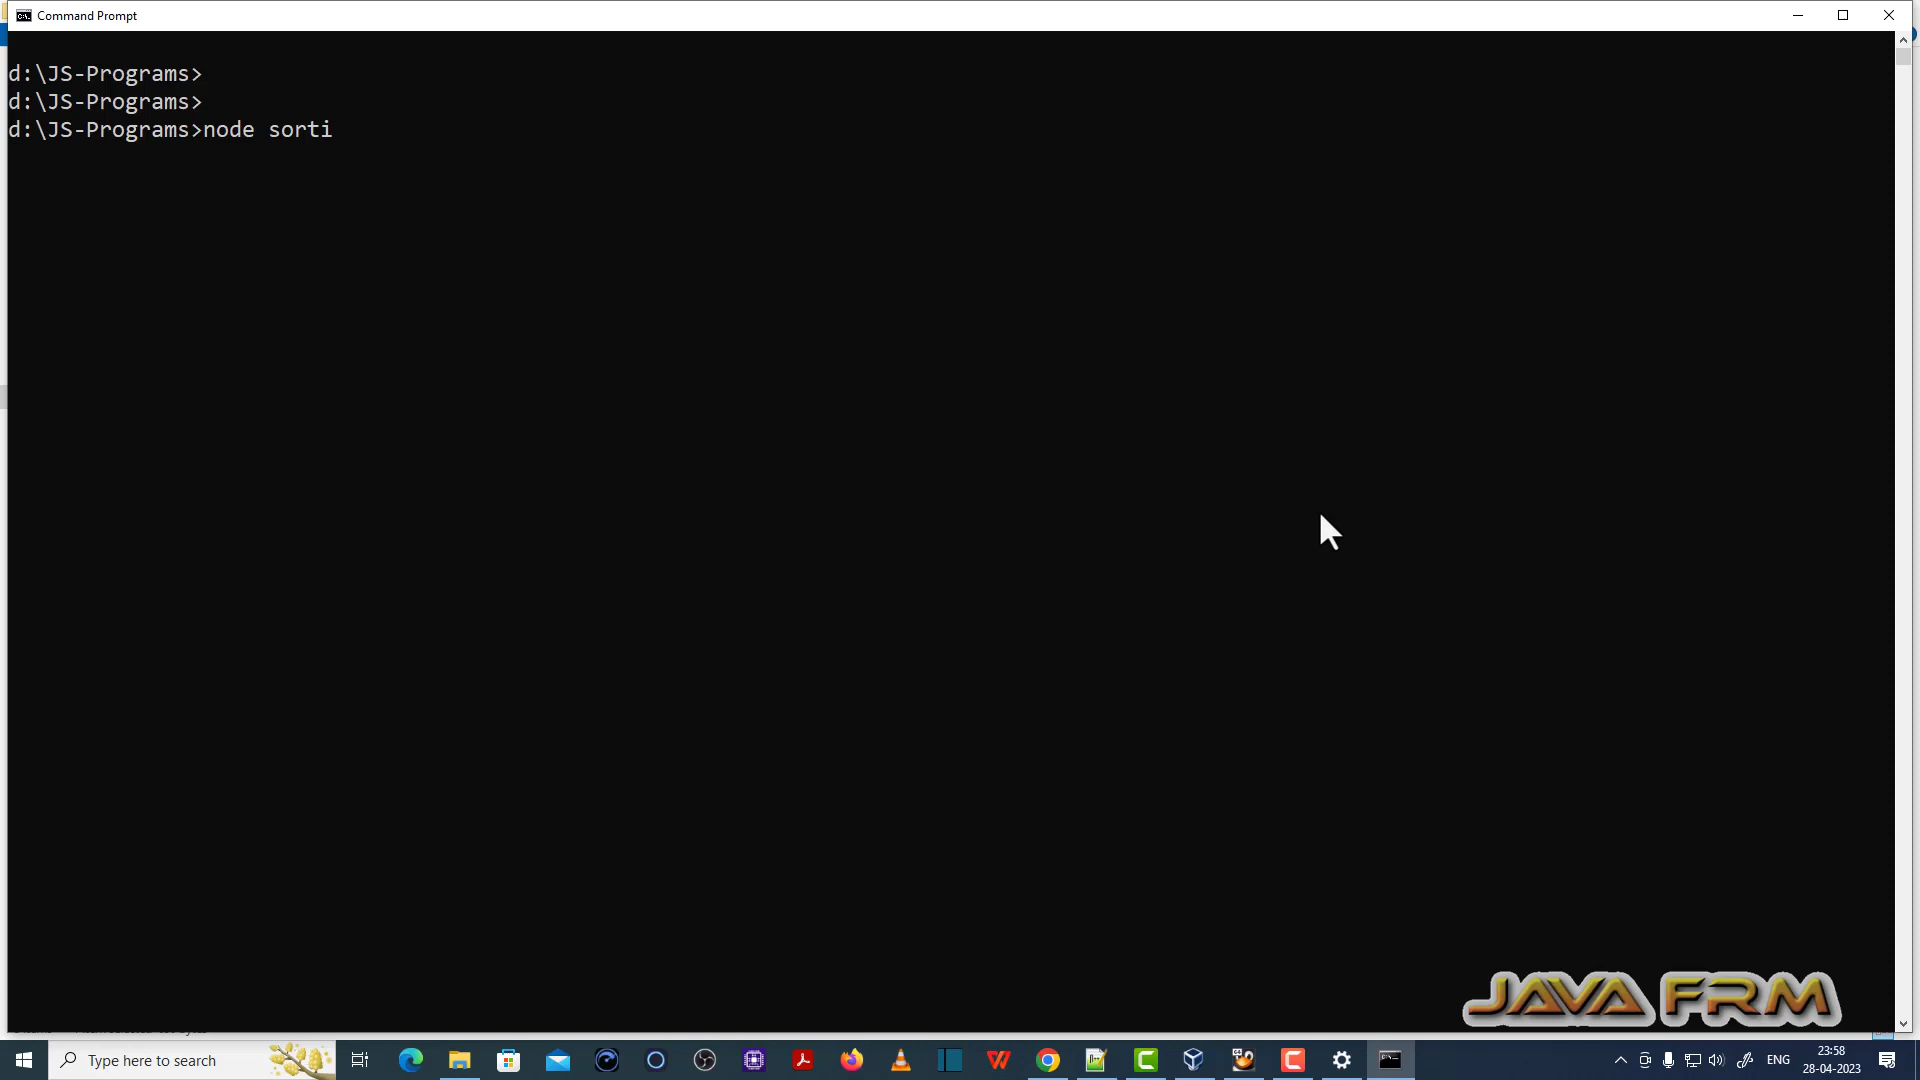 Command Prompt
d:\JS-Programs>
d:\JS-Programs>
d:\JS-Programs>node sorti
JAVA FRM
Type here to search
ENG
23:58
28-04-2023